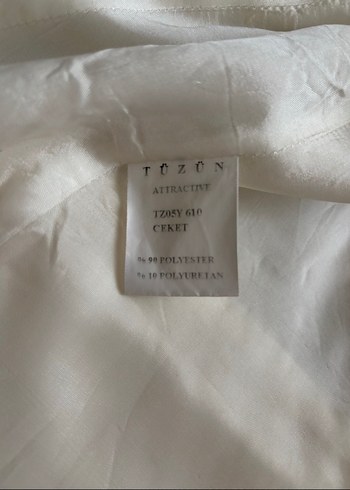 TÜZÜN
ATTRACTIVE
TZ05Y 610
CEKET
% 90 POLYESTER
% 10 POLYURETAN